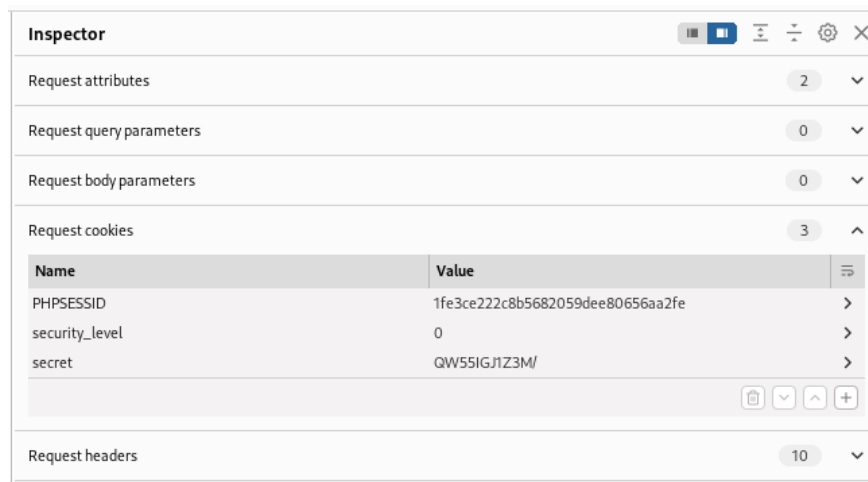 Inspector
Request attributes 2
Request query parameters 0
Request body parameters 0
Request cookies 3
Name Value
PHPSESSID 1fe3ce222c8b5682059dee80656aa2fe
security_level 0
secret QW55IGJ1Z3M/
Request headers 10